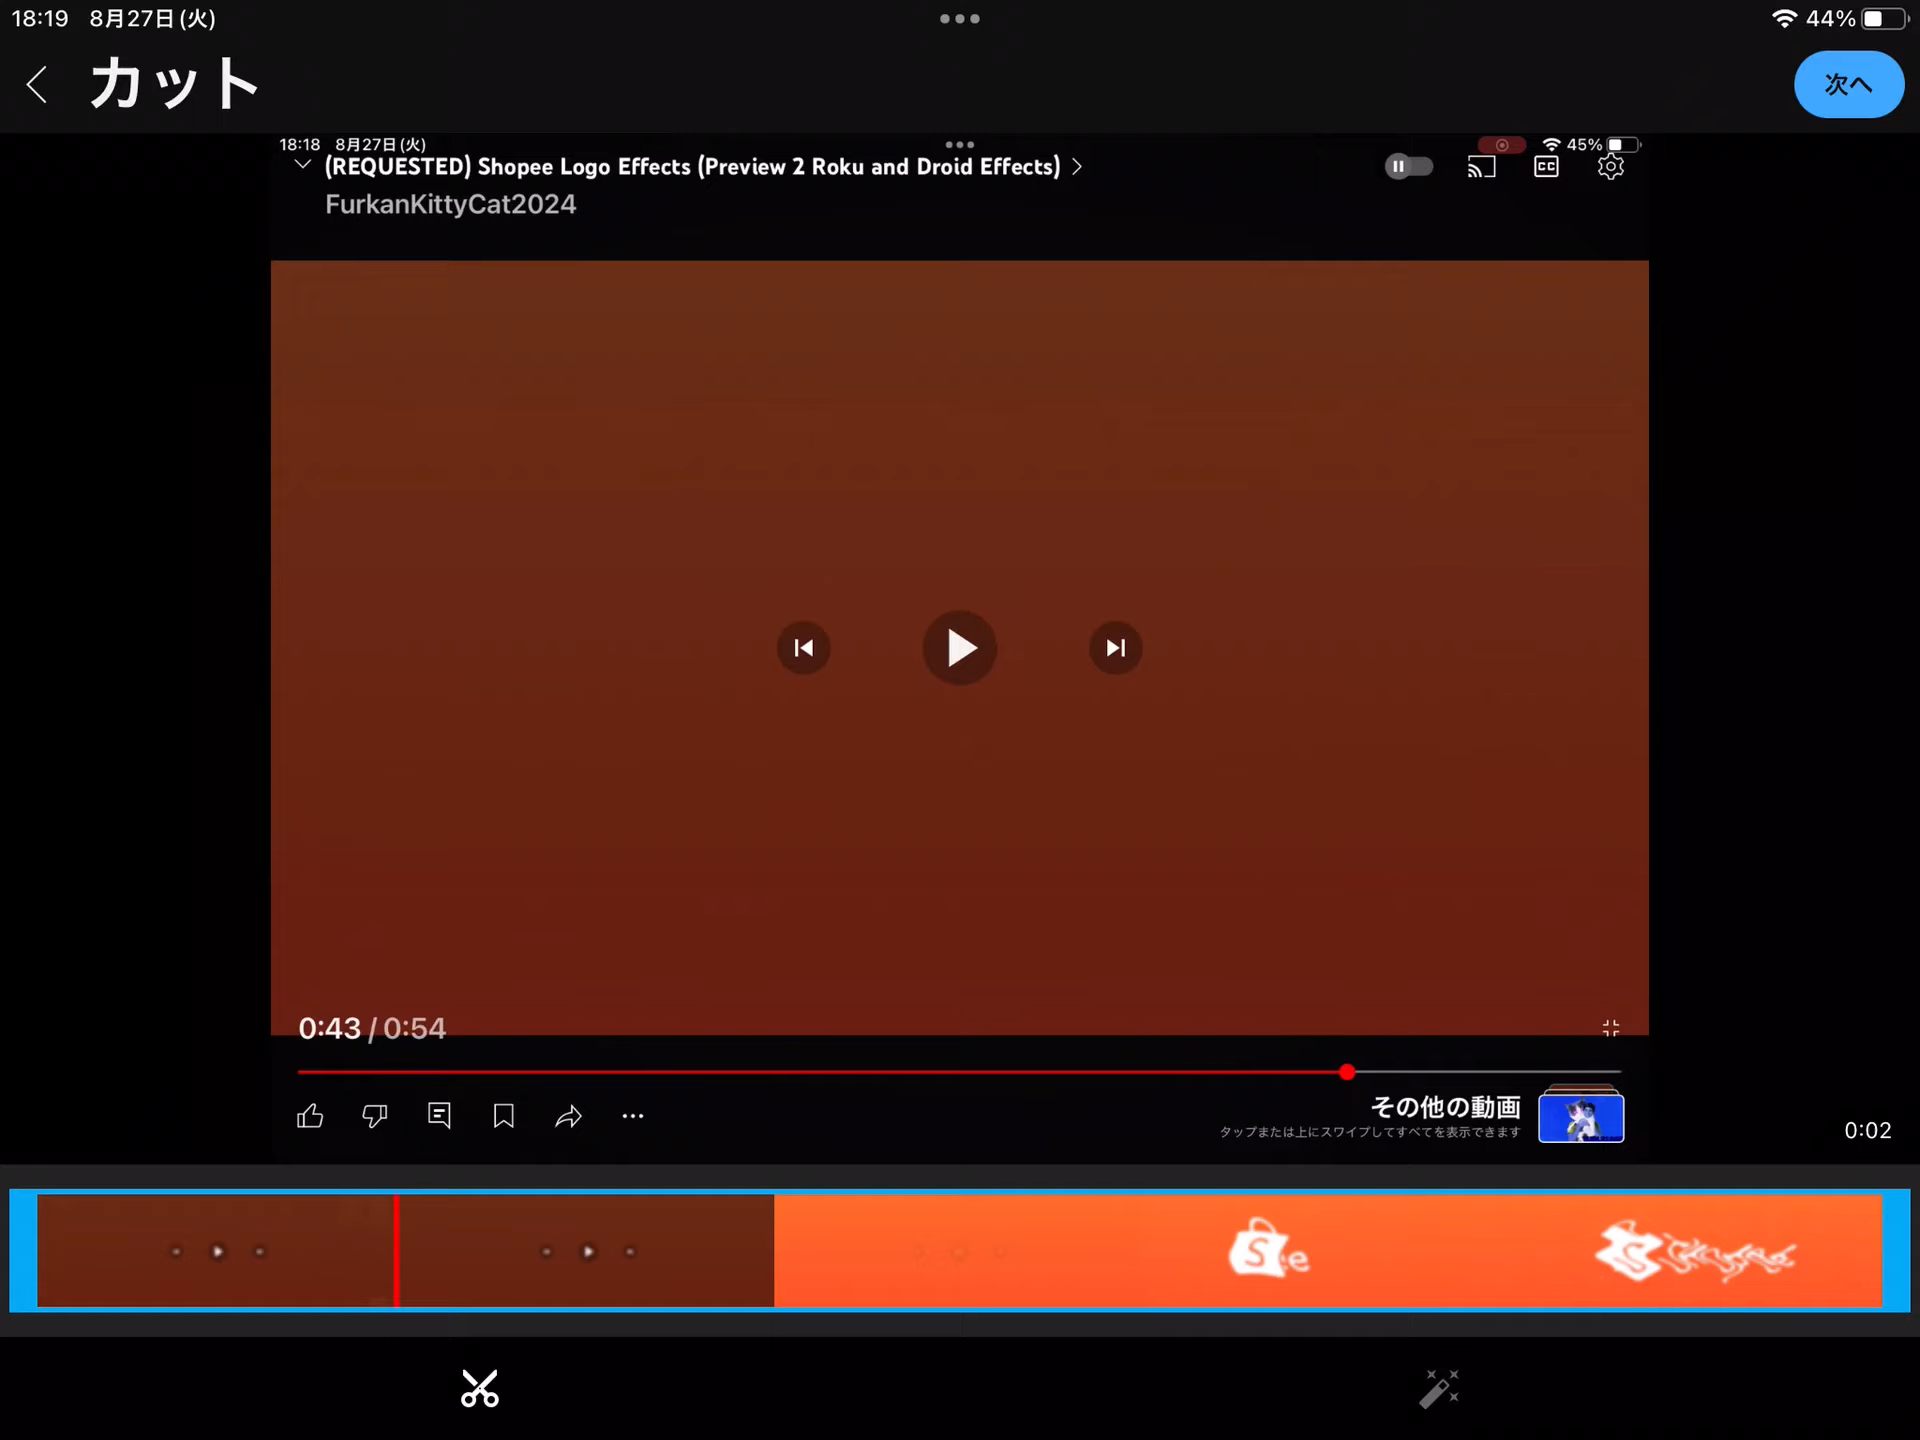 18:19 8月27日(火)
44%
カット
次へ
18:18 8月27日(火)
45%
(REQUESTED) Shopee Logo Effects (Preview 2 Roku and Droid Effects)
CC
FurkanKittyCat2024
0:43 / 0:54
その他の動画
タップまたは上にスワイプしてすべてを表示できます
0:02